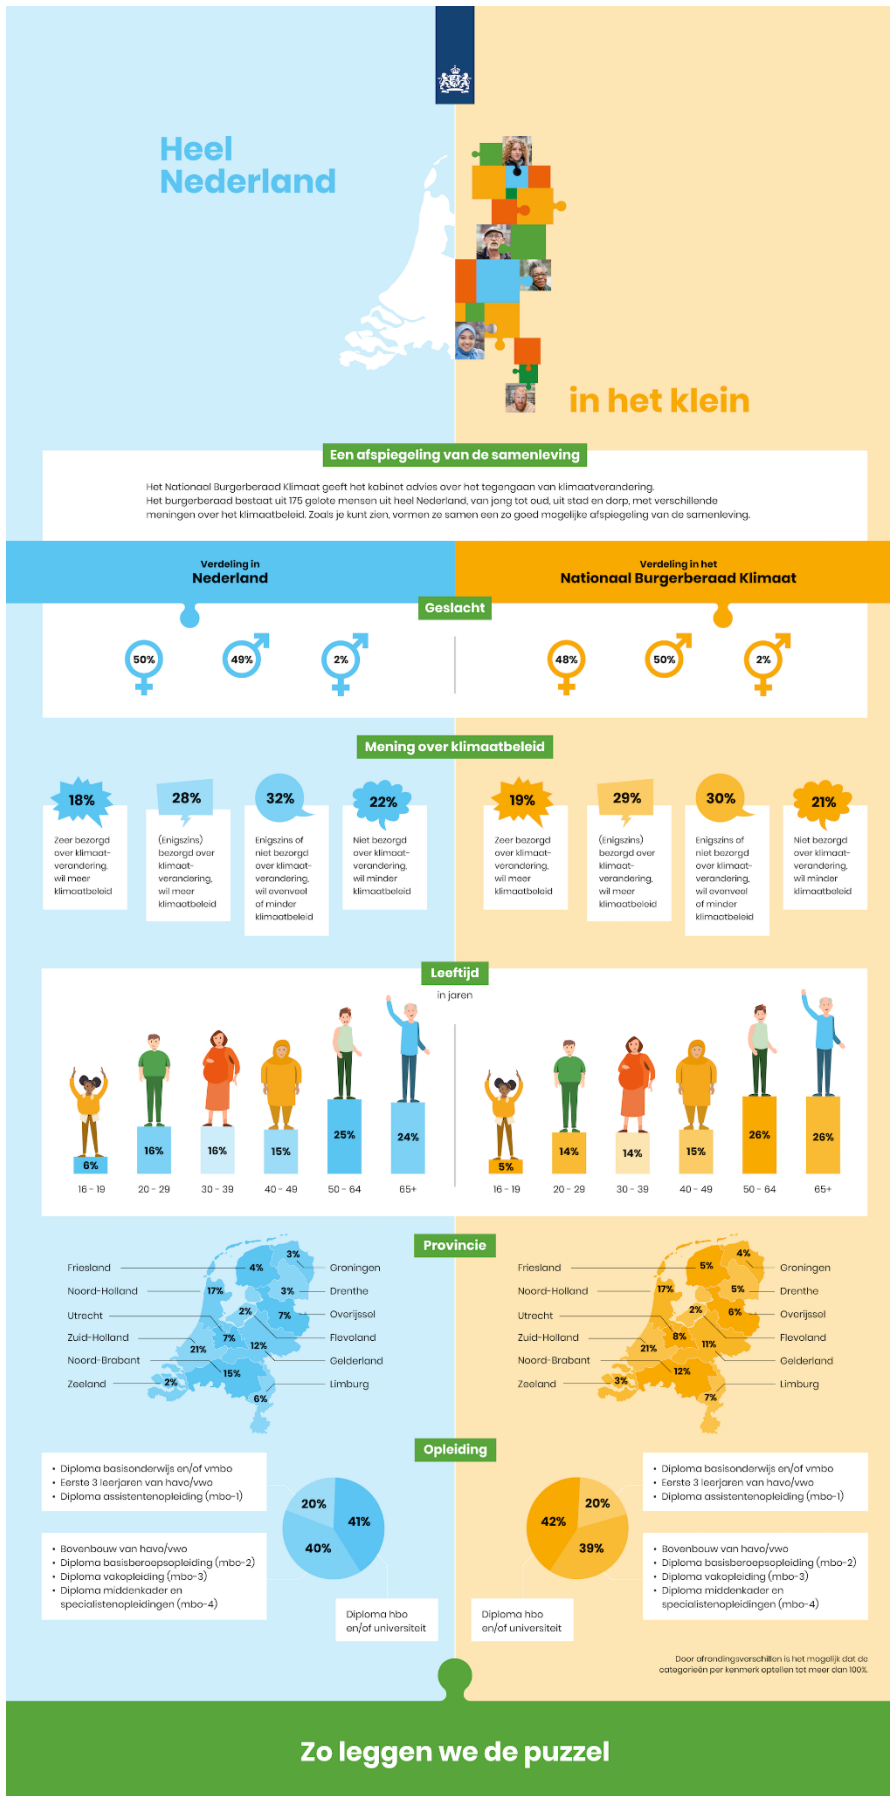 Heel
Nederland
in het klein
Een afspiegeling van de samenleving
Het Nationaal Burgerberaad Klimaat geeft het kabinet advies over het tegengaan van klimaatverandering.
Het burgerberaad bestaat uit 175 gelote mensen uit heel Nederland, van jong tot oud, uit stad en dorp, met verschillende
meningen over het klimaatbeleid. Zoals je kunt zien, vormen ze samen een zo goed mogelijke afspiegeling van de samenleving.
Verdeling in
Nederland
Verdeling in het
Nationaal Burgerberaad Klimaat
Geslacht
50%
49%
2%
48%
50%
2%
Mening over klimaatbeleid
18%
Zeer bezorgd
over klimaat-
verandering,
wil meer
klimaatbeleid
28%
(Enigszins)
bezorgd over
klimaat-
verandering,
wil meer
klimaatbeleid
32%
Enigszins of
niet bezorgd
over klimaat-
verandering,
wil evenveel
of minder
klimaatbeleid
22%
Niet bezorgd
over klimaat-
verandering,
wil minder
klimaatbeleid
19%
Zeer bezorgd
over klimaat-
verandering,
wil meer
klimaatbeleid
29%
(Enigszins)
bezorgd over
klimaat-
verandering,
wil meer
klimaatbeleid
30%
Enigszins of
niet bezorgd
over klimaat-
verandering,
wil evenveel
of minder
klimaatbeleid
21%
Niet bezorgd
over klimaat-
verandering,
wil minder
klimaatbeleid
Leeftijd
in jaren
6%
16%
16%
15%
25%
24%
16 - 19
20 - 29
30 - 39
40 - 49
50 - 64
65+
5%
14%
14%
15%
26%
26%
16 - 19
20 - 29
30 - 39
40 - 49
50 - 64
65+
Provincie
Friesland
Noord-Holland
Utrecht
Zuid-Holland
Noord-Brabant
Zeeland
3%
4%
17%
3%
2%
7%
7%
12%
21%
15%
2%
6%
Groningen
Drenthe
Overijssel
Flevoland
Gelderland
Limburg
Friesland
Noord-Holland
Utrecht
Zuid-Holland
Noord-Brabant
Zeeland
4%
5%
17%
5%
2%
6%
8%
11%
21%
12%
3%
7%
Groningen
Drenthe
Overijssel
Flevoland
Gelderland
Limburg
Opleiding
• Diploma basisonderwijs en/of vmbo
• Eerste 3 leerjaren van havo/vwo
• Diploma assistentenopleiding (mbo-1)
• Bovenbouw van havo/vwo
• Diploma basisberoepsopleiding (mbo-2)
• Diploma vakopleiding (mbo-3)
• Diploma middenkader en
specialistenopleidingen (mbo-4)
20%
41%
40%
Diploma hbo
en/of universiteit
42%
20%
39%
Diploma hbo
en/of universiteit
• Diploma basisonderwijs en/of vmbo
• Eerste 3 leerjaren van havo/vwo
• Diploma assistentenopleiding (mbo-1)
• Bovenbouw van havo/vwo
• Diploma basisberoepsopleiding (mbo-2)
• Diploma vakopleiding (mbo-3)
• Diploma middenkader en
specialistenopleidingen (mbo-4)
Door afrondingsverschillen is het mogelijk dat de
categorieën per kenmerk optellen tot meer dan 100%.
Zo leggen we de puzzel